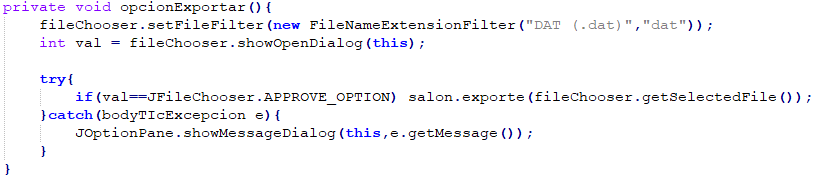 private void opcionExportar(){
fileChooser.setFileFilter(new FileNameExtensionFilter("DAT (.dat)","dat"));
int val = fileChooser.showOpenDialog(this);
try{
if(val==JFileChooser.APPROVE_OPTION) salon.exporte(fileChooser.getSelectedFile());
}catch(bodyTIcExcepcion e){
JOptionPane.showMessageDialog(this,e.getMessage());
}
}